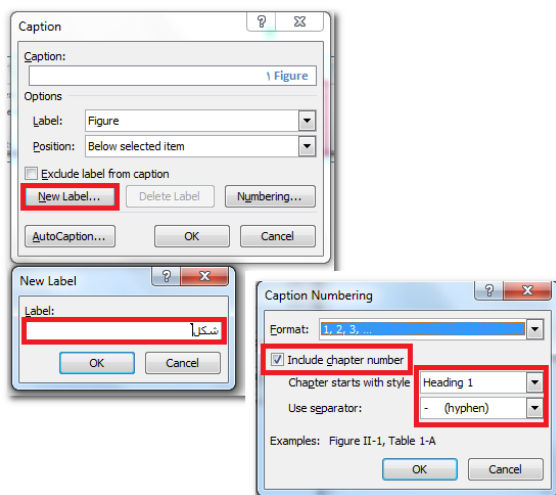 Caption
Caption:
۱ Figure
Options
Label: Figure
Position: Below selected item
Exclude label from caption
New Label... Delete Label Numbering...
AutoCaption... OK Cancel
New Label
Label:
شکل
OK Cancel
Caption Numbering
Format: 1, 2, 3, ...
Include chapter number
Chapter starts with style Heading 1
Use separator: - (hyphen)
Examples: Figure II-1, Table 1-A
OK Cancel